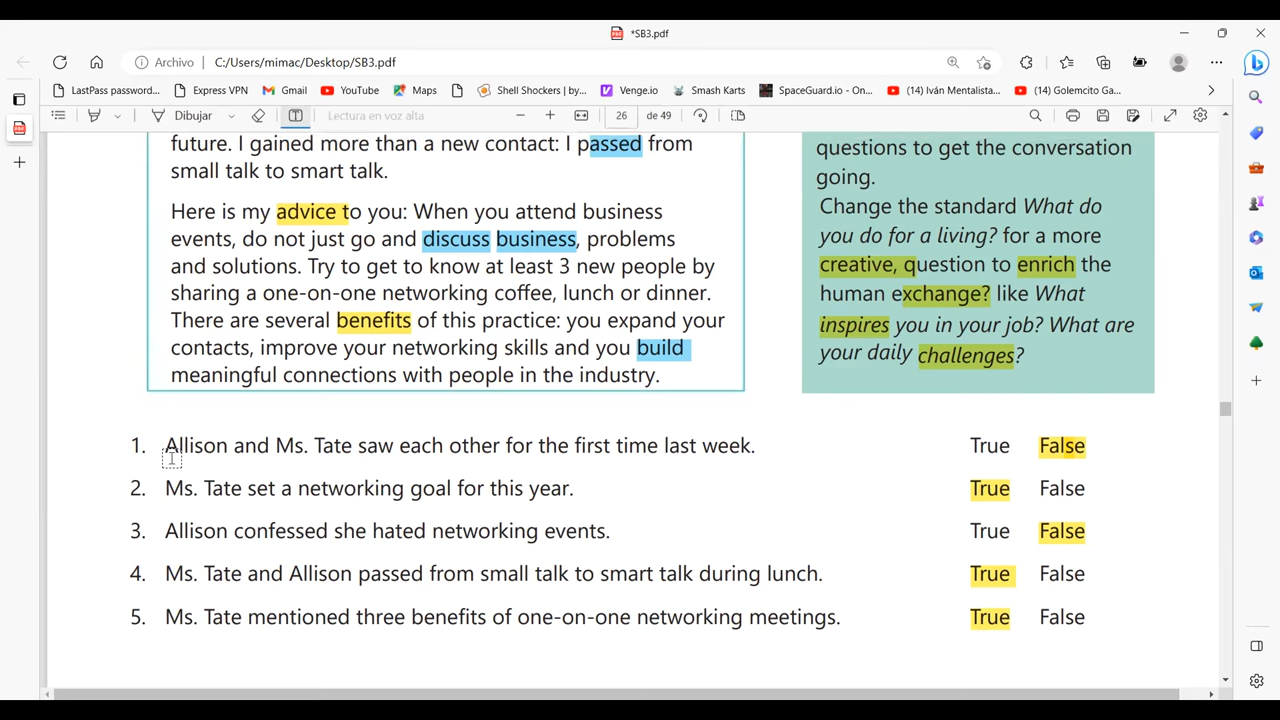 *SB3.pdf
Archivo C:/Users/mimac/Desktop/SB3.pdf
LastPass password... Express VPN Gmail YouTube Maps Shell Shockers | by... Venge.io Smash Karts SpaceGuard.io - On... (14) Iván Mentalista... (14) Golemcito Ga...
Dibujar Lectura en voz alta 26 de 49
future. I gained more than a new contact: I passed from
small talk to smart talk.
Here is my advice to you: When you attend business
events, do not just go and discuss business, problems
and solutions. Try to get to know at least 3 new people by
sharing a one-on-one networking coffee, lunch or dinner.
There are several benefits of this practice: you expand your
contacts, improve your networking skills and you build
meaningful connections with people in the industry.
questions to get the conversation
going.
Change the standard What do
you do for a living? for a more
creative, question to enrich the
human exchange? like What
inspires you in your job? What are
your daily challenges?
1. Allison and Ms. Tate saw each other for the first time last week. True False
2. Ms. Tate set a networking goal for this year. True False
3. Allison confessed she hated networking events. True False
4. Ms. Tate and Allison passed from small talk to smart talk during lunch. True False
5. Ms. Tate mentioned three benefits of one-on-one networking meetings. True False